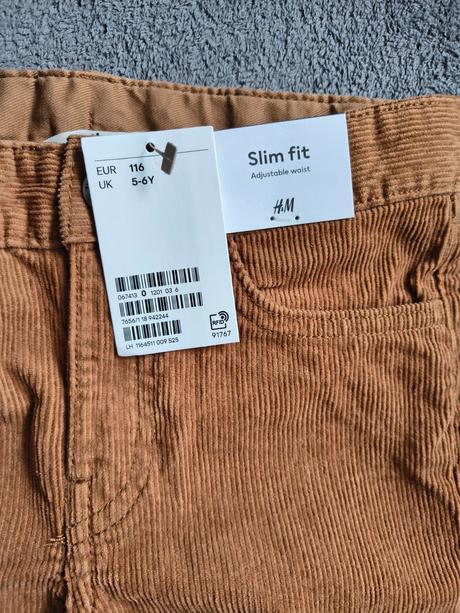 EUR 116
UK 5-6Y
067413 0 1201 03 6
7656/1 18 942244
LH 1164511 009 S25
RFID
91767
Slim fit
Adjustable waist
H&M